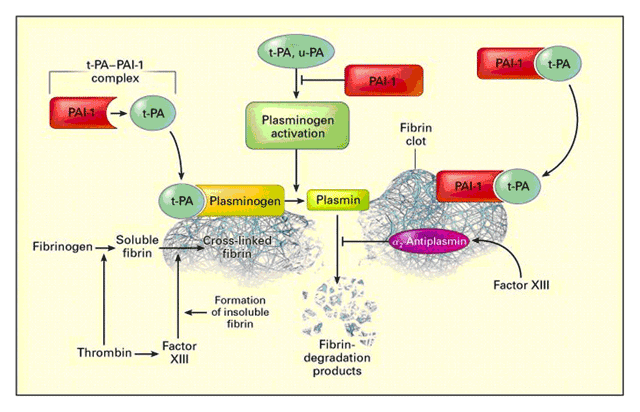 t-PA–PAI-1
complex
PAI-1
t-PA
t-PA, u-PA
PAI-1
Plasminogen
activation
PAI-1
t-PA
Fibrin
clot
t-PA
Plasminogen
Plasmin
PAI-1
t-PA
Fibrinogen
Soluble
fibrin
Cross-linked
fibrin
α2 Antiplasmin
Factor XIII
Formation
of insoluble
fibrin
Thrombin
Factor
XIII
Fibrin-
degradation
products